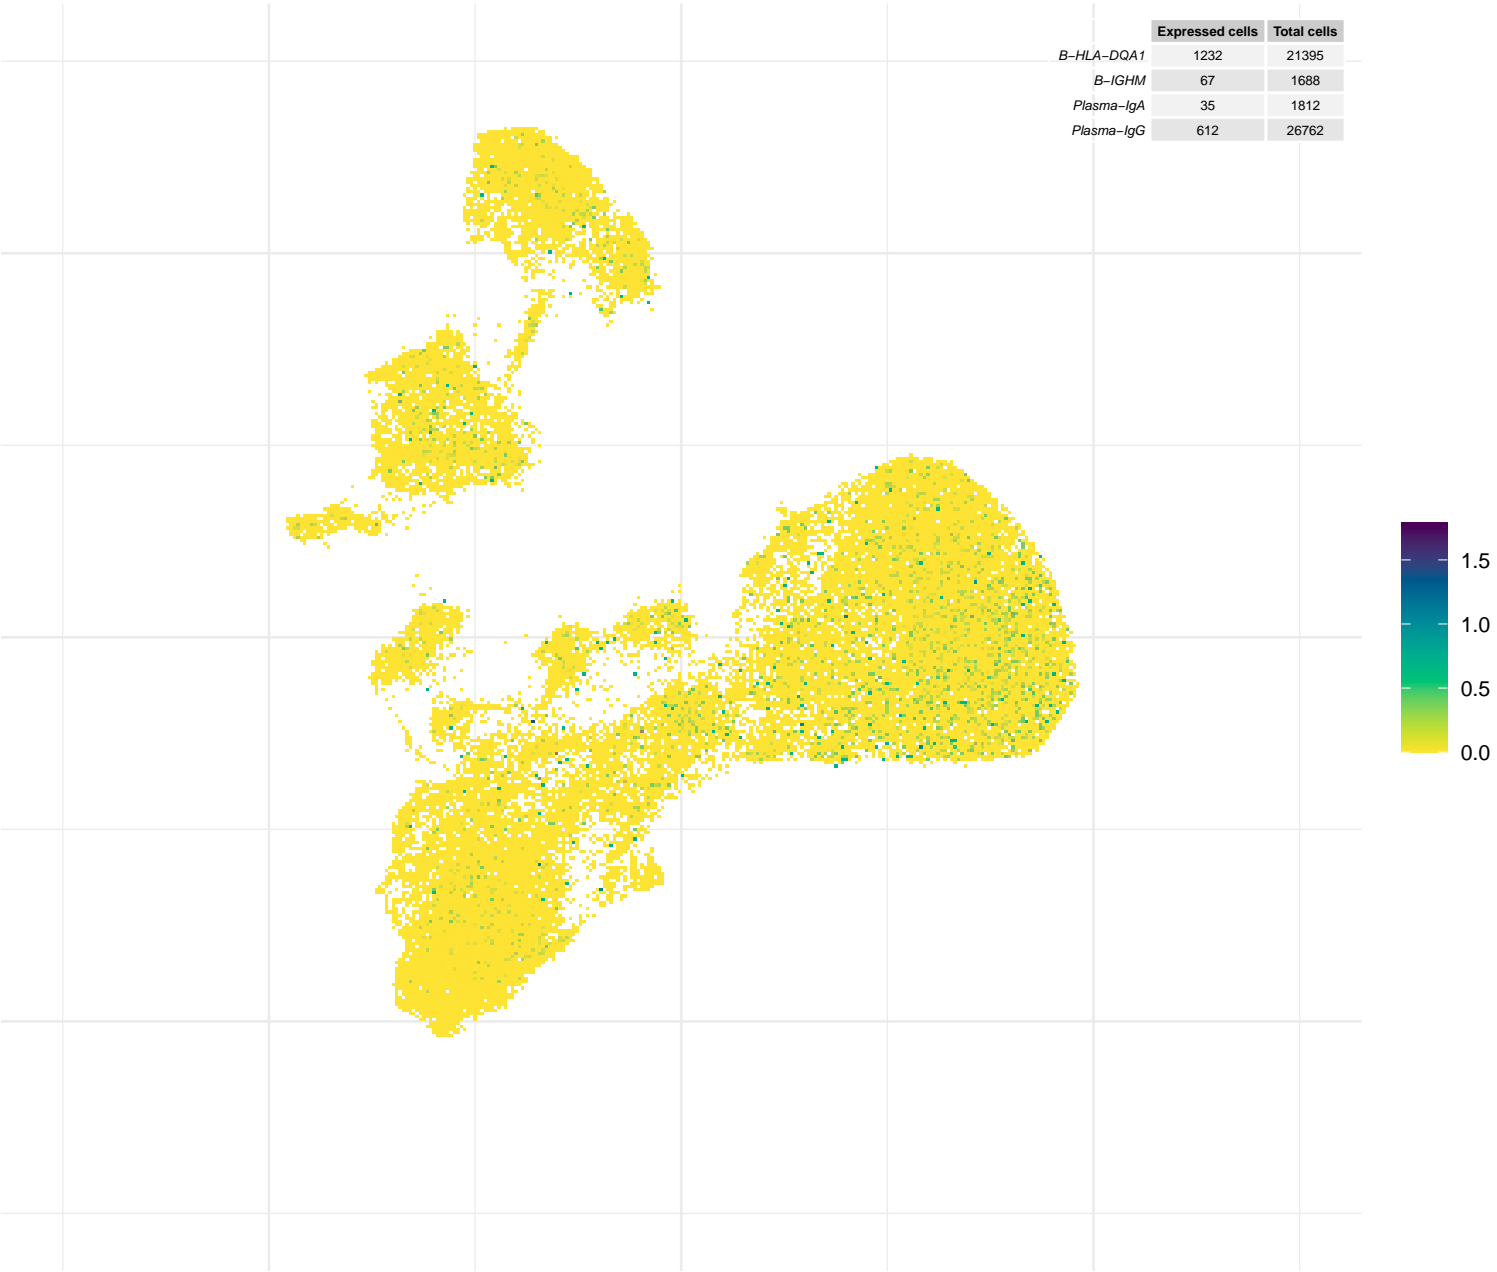 Expressed cells Total cells
B−HLA−DQA1 1232 21395
B−IGHM 67 1688
Plasma−IgA 35 1812
Plasma−IgG 612 26762
1.5
1.0
0.5
0.0